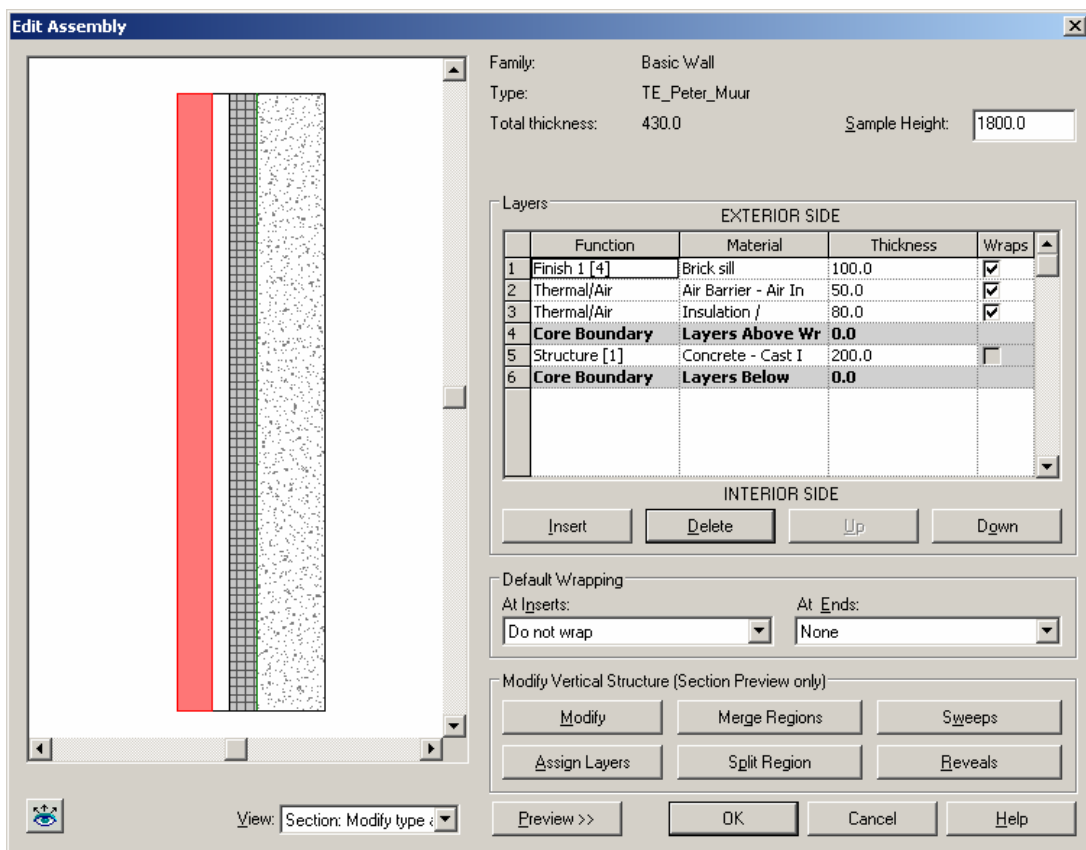 Edit Assembly
Family: Basic Wall
Type: TE_Peter_Muur
Total thickness: 430.0 Sample Height: 1800.0
Layers
EXTERIOR SIDE
Function Material Thickness Wraps
1 Finish 1 [4] Brick sill 100.0
2 Thermal/Air Air Barrier - Air In 50.0
3 Thermal/Air Insulation / 80.0
4 Core Boundary Layers Above Wr 0.0
5 Structure [1] Concrete - Cast I 200.0
6 Core Boundary Layers Below 0.0
INTERIOR SIDE
Insert Delete Up Down
Default Wrapping
At Inserts: At Ends:
Do not wrap None
Modify Vertical Structure (Section Preview only)
Modify Merge Regions Sweeps
Assign Layers Split Region Reveals
View: Section: Modify type a Preview >> OK Cancel Help